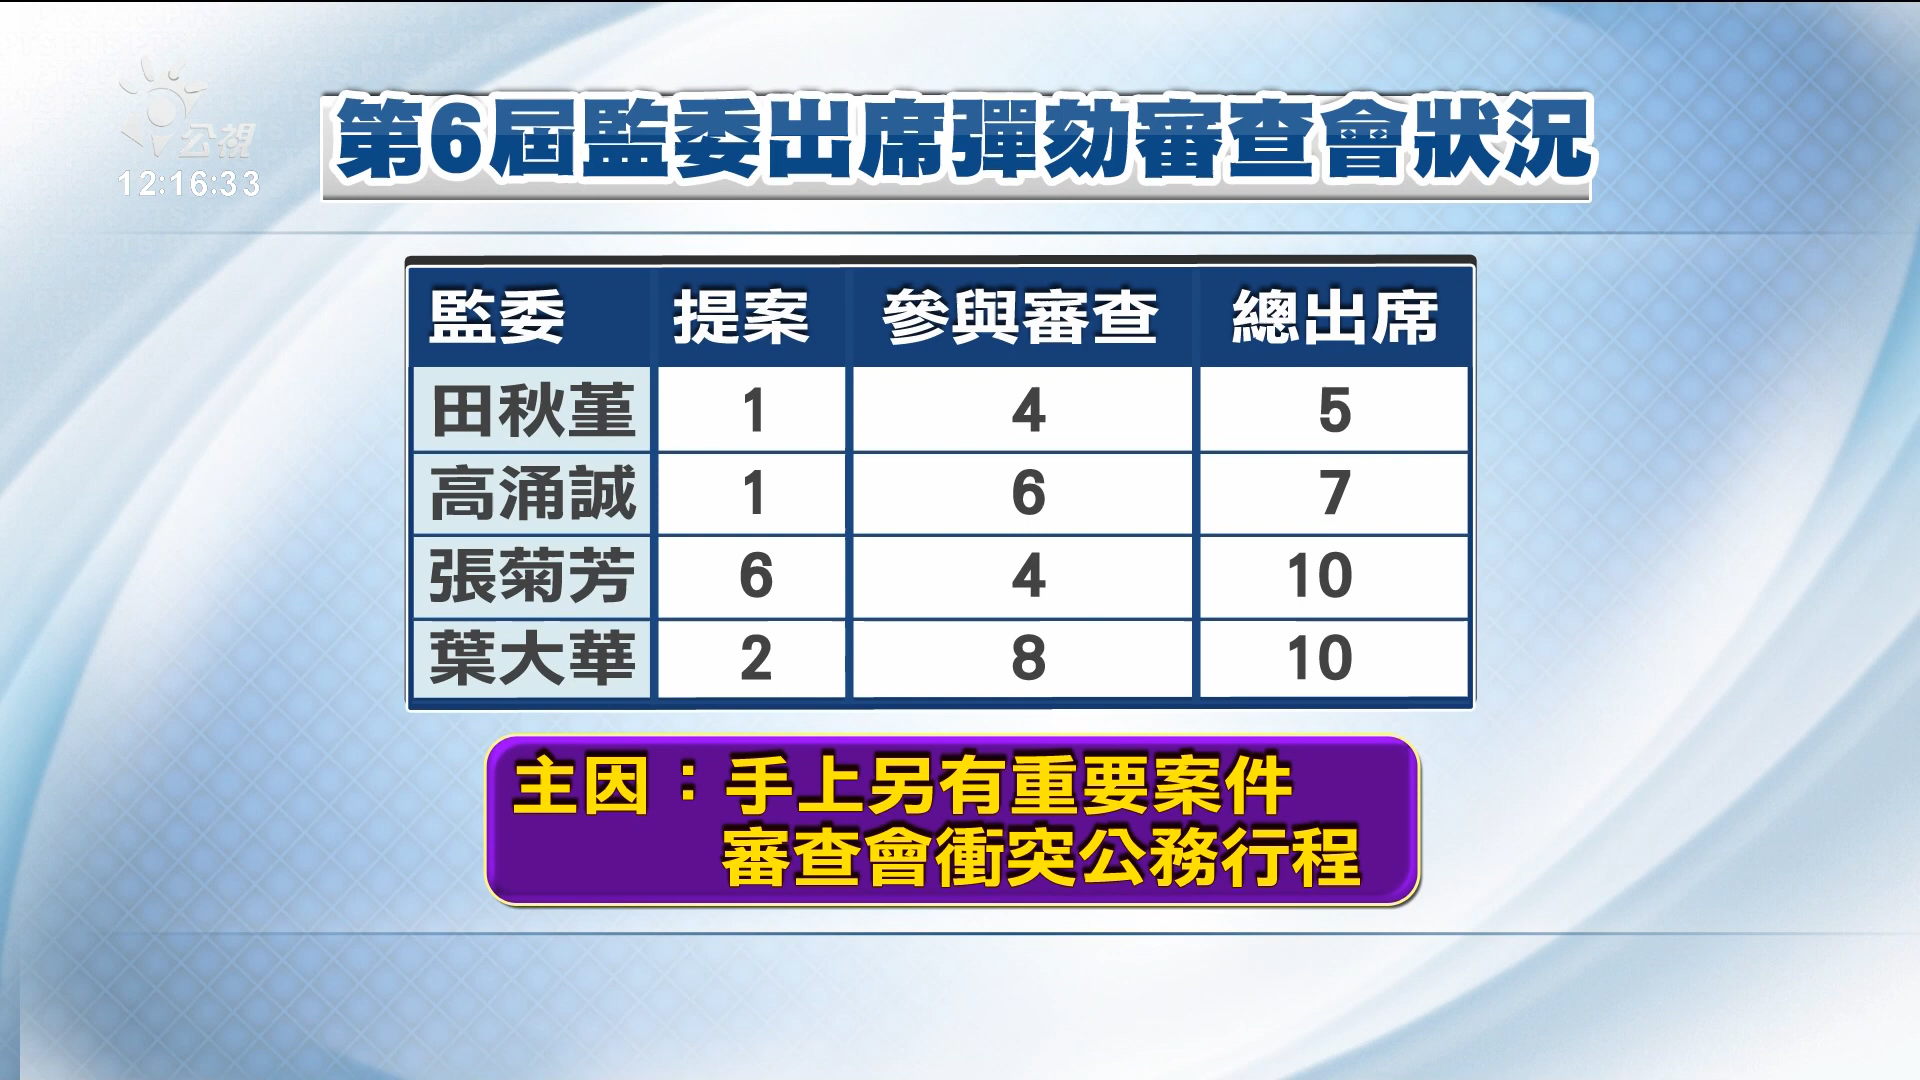 公視
12:16:33
第6屆監委出席彈劾審查會狀況
監委 提案 參與審查 總出席
田秋堇 1 4 5
高涌誠 1 6 7
張菊芳 6 4 10
葉大華 2 8 10
主因：手上另有重要案件
審查會衝突公務行程